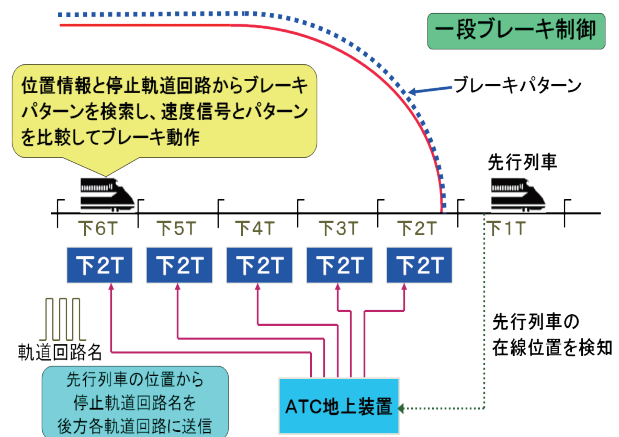 一段ブレーキ制御
ブレーキパターン
位置情報と停止軌道回路からブレーキ
パターンを検索し、速度信号とパターン
を比較してブレーキ動作
先行列車
下6T
下5T
下4T
下3T
下2T
下1T
下2T
下2T
下2T
下2T
下2T
軌道回路名
先行列車の
在線位置を検知
先行列車の位置から
停止軌道回路名を
後方各軌道回路に送信
ATC地上装置